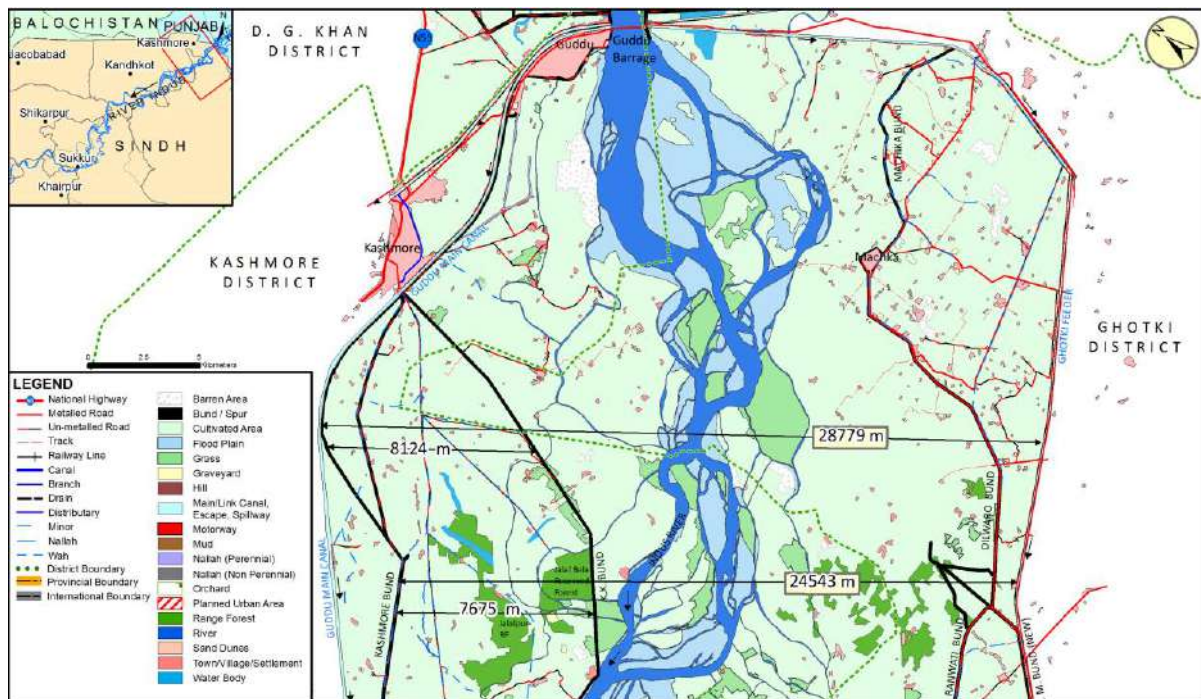 BALOCHISTAN
PUNJAB
N
Kashmore
Jacobabad
Kandhkot
RIVER INDUS
Shikarpur
SINDH
Sukkur
Khairpur
D. G. KHAN
DISTRICT
N55
Guddu
Guddu
Barrage
N
MACHKA BUND
Kashmore
GUDDU MAIN CANAL
KASHMORE
DISTRICT
Machka
GHOTKI FEEDER
GHOTKI
DISTRICT
0 2.5 5
Kilometers
28779 m
8124 m
DILWARO BUND
INDUS RIVER
24543 m
7675 m
K.K BUND
GUDDU MAIN CANAL
KASHMORE BUND
RANWATI BUND
M. BUND (NEW)
LEGEND
National Highway
Metalled Road
Un-metalled Road
Track
Railway Line
Canal
Branch
Drain
Distributary
Minor
Nallah
Wah
District Boundary
Provincial Boundary
International Boundary
Barren Area
Bund / Spur
Cultivated Area
Flood Plain
Grass
Graveyard
Hill
Main/Link Canal,
Escape, Spillway
Motorway
Mud
Nallah (Perennial)
Nallah (Non Perennial)
Orchard
Planned Urban Area
Range Forest
River
Sand Dunes
Town/Village/Settlement
Water Body